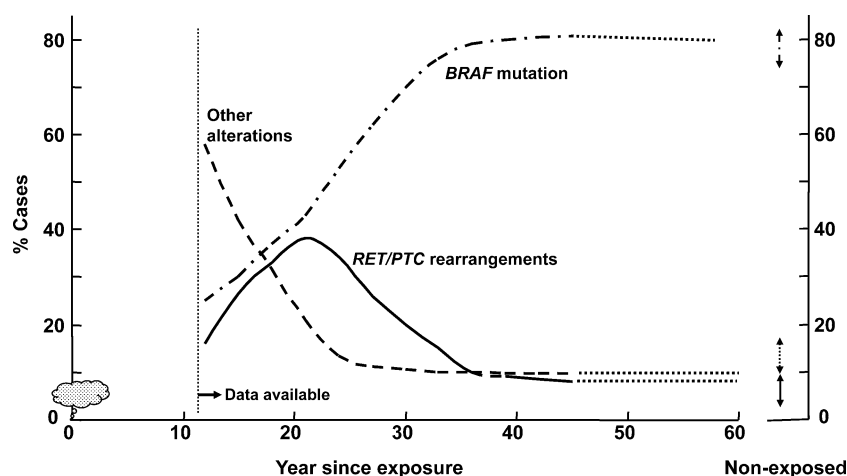 80
60
40
20
0
% Cases
Other
alterations
BRAF mutation
RET/PTC rearrangements
Data available
80
60
40
20
0
0
10
20
30
40
50
60
Year since exposure
Non-exposed